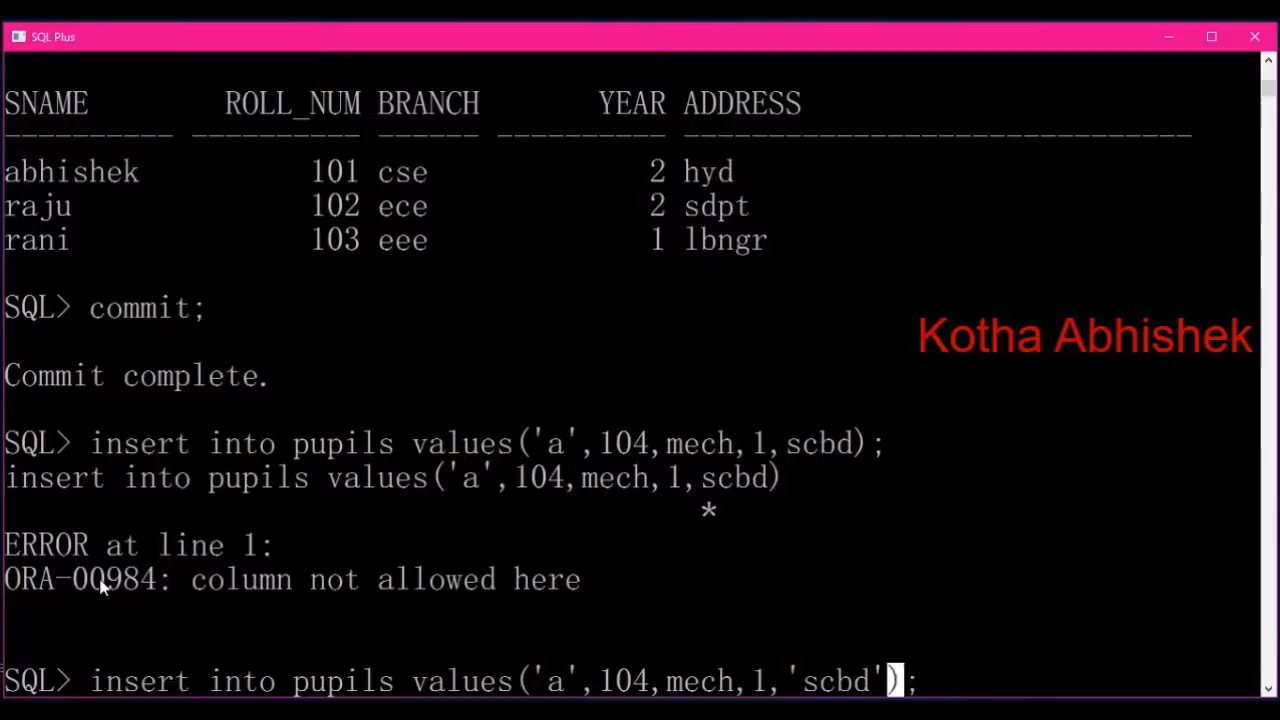 SQL Plus
SNAME ROLL_NUM BRANCH YEAR ADDRESS
---------- ---------- ------ ---------- ------------------------------
abhishek 101 cse 2 hyd
raju 102 ece 2 sdpt
rani 103 eee 1 lbngr
SQL> commit;
Kotha Abhishek
Commit complete.
SQL> insert into pupils values('a',104,mech,1,scbd);
insert into pupils values('a',104,mech,1,scbd)
*
ERROR at line 1:
ORA-00984: column not allowed here
SQL> insert into pupils values('a',104,mech,1,'scbd');